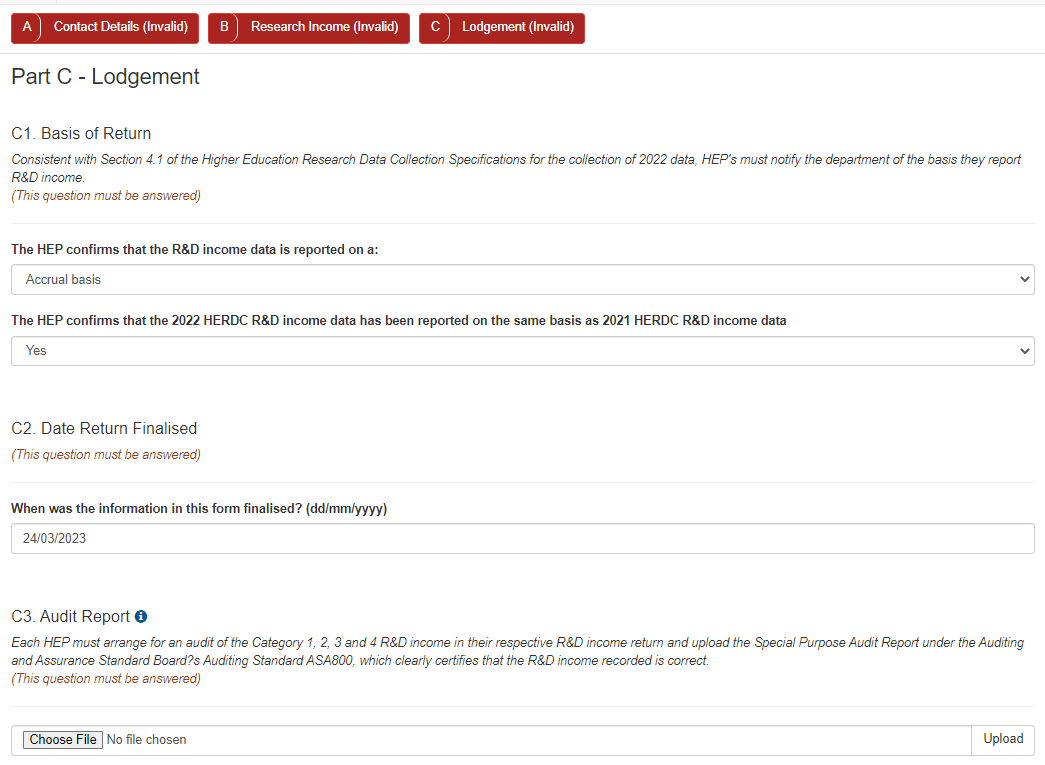 A Contact Details (Invalid) B Research Income (Invalid) C Lodgement (Invalid)
Part C - Lodgement
C1. Basis of Return
Consistent with Section 4.1 of the Higher Education Research Data Collection Specifications for the collection of 2022 data, HEP's must notify the department of the basis they report
R&D income.
(This question must be answered)
The HEP confirms that the R&D income data is reported on a:
Accrual basis
The HEP confirms that the 2022 HERDC R&D income data has been reported on the same basis as 2021 HERDC R&D income data
Yes
C2. Date Return Finalised
(This question must be answered)
When was the information in this form finalised? (dd/mm/yyyy)
24/03/2023
C3. Audit Report
Each HEP must arrange for an audit of the Category 1, 2, 3 and 4 R&D income in their respective R&D income return and upload the Special Purpose Audit Report under the Auditing
and Assurance Standard Board?s Auditing Standard ASA800, which clearly certifies that the R&D income recorded is correct.
(This question must be answered)
Choose File No file chosen Upload